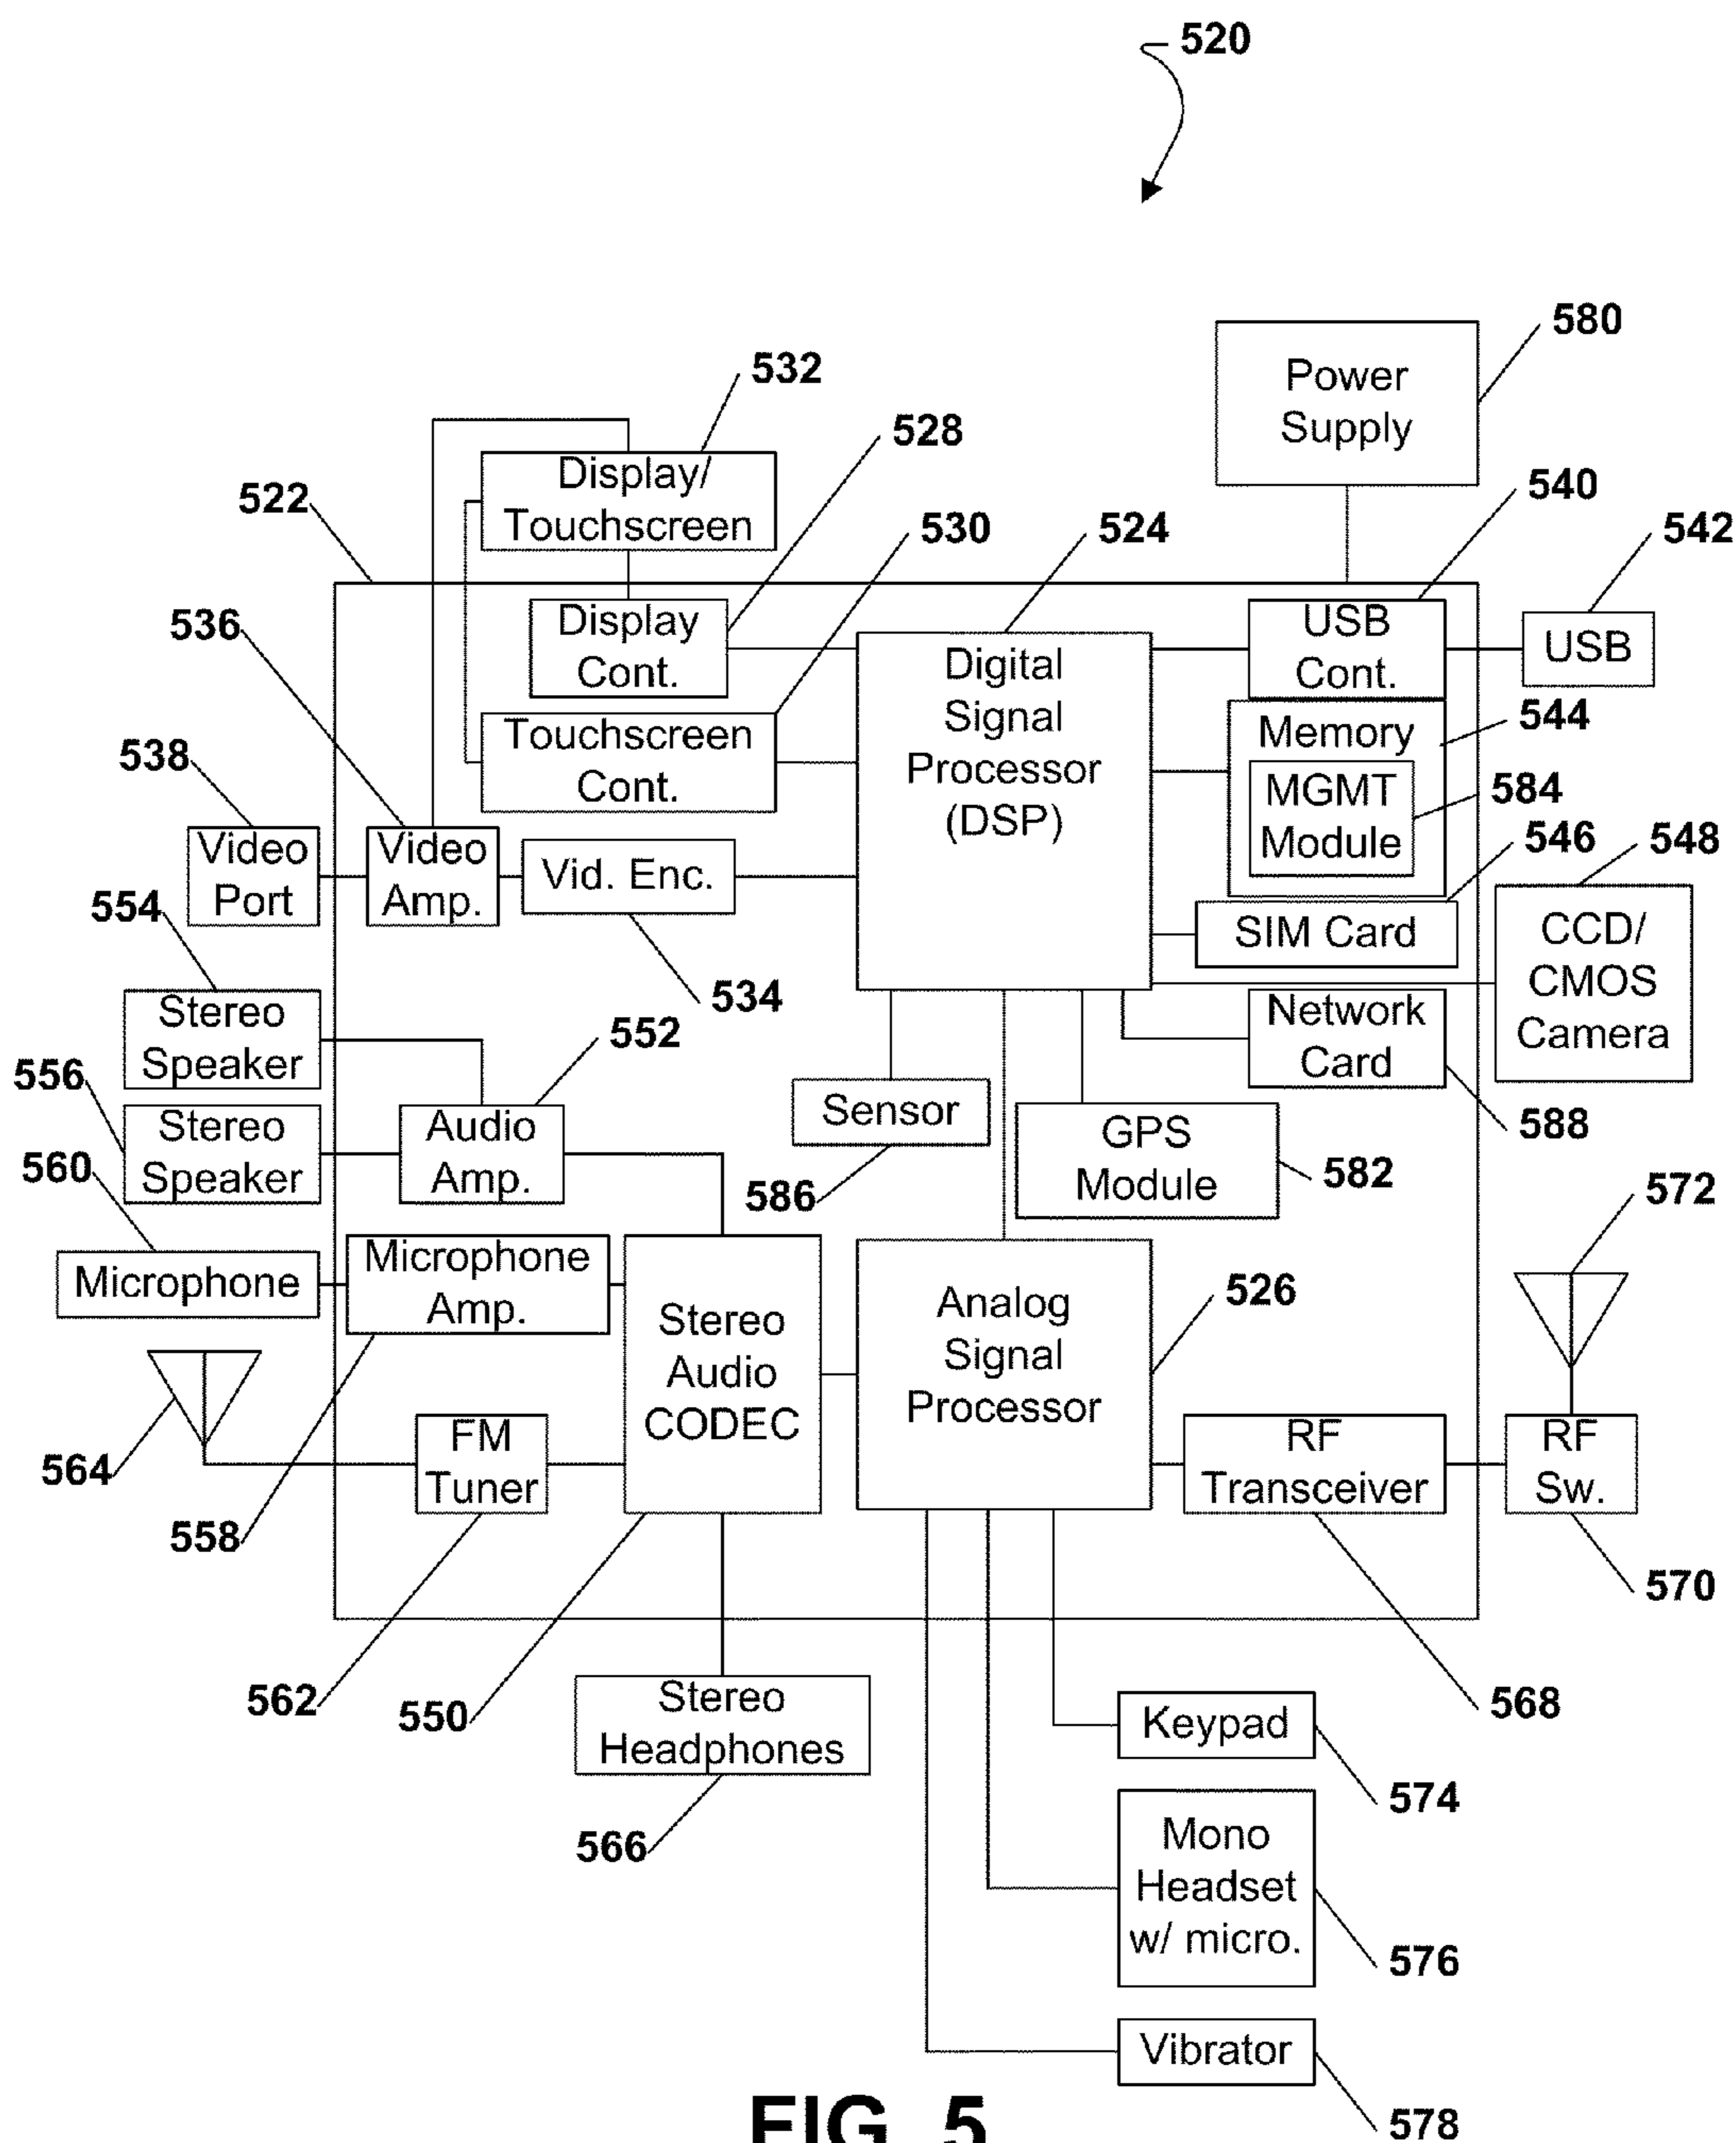 520
580
Power
Supply
532
528
Display/
Touchscreen
522
530
524
540
542
536
Display
Cont.
Digital
Signal
Processor
(DSP)
USB
Cont.
USB
538
Touchscreen
Cont.
Memory
544
MGMT
Module
584
546
548
Video
Port
Video
Amp.
Vid. Enc.
554
SIM Card
CCD/
CMOS
Camera
534
Stereo
Speaker
552
Network
Card
556
Sensor
588
Stereo
Speaker
Audio
Amp.
GPS
Module
560
586
582
572
Microphone
Microphone
Amp.
Stereo
Audio
CODEC
Analog
Signal
Processor
526
564
FM
Tuner
RF
Transceiver
RF
Sw.
558
570
562
550
Stereo
Headphones
Keypad
568
574
566
Mono
Headset
w/ micro.
576
Vibrator
578
FIG. 5